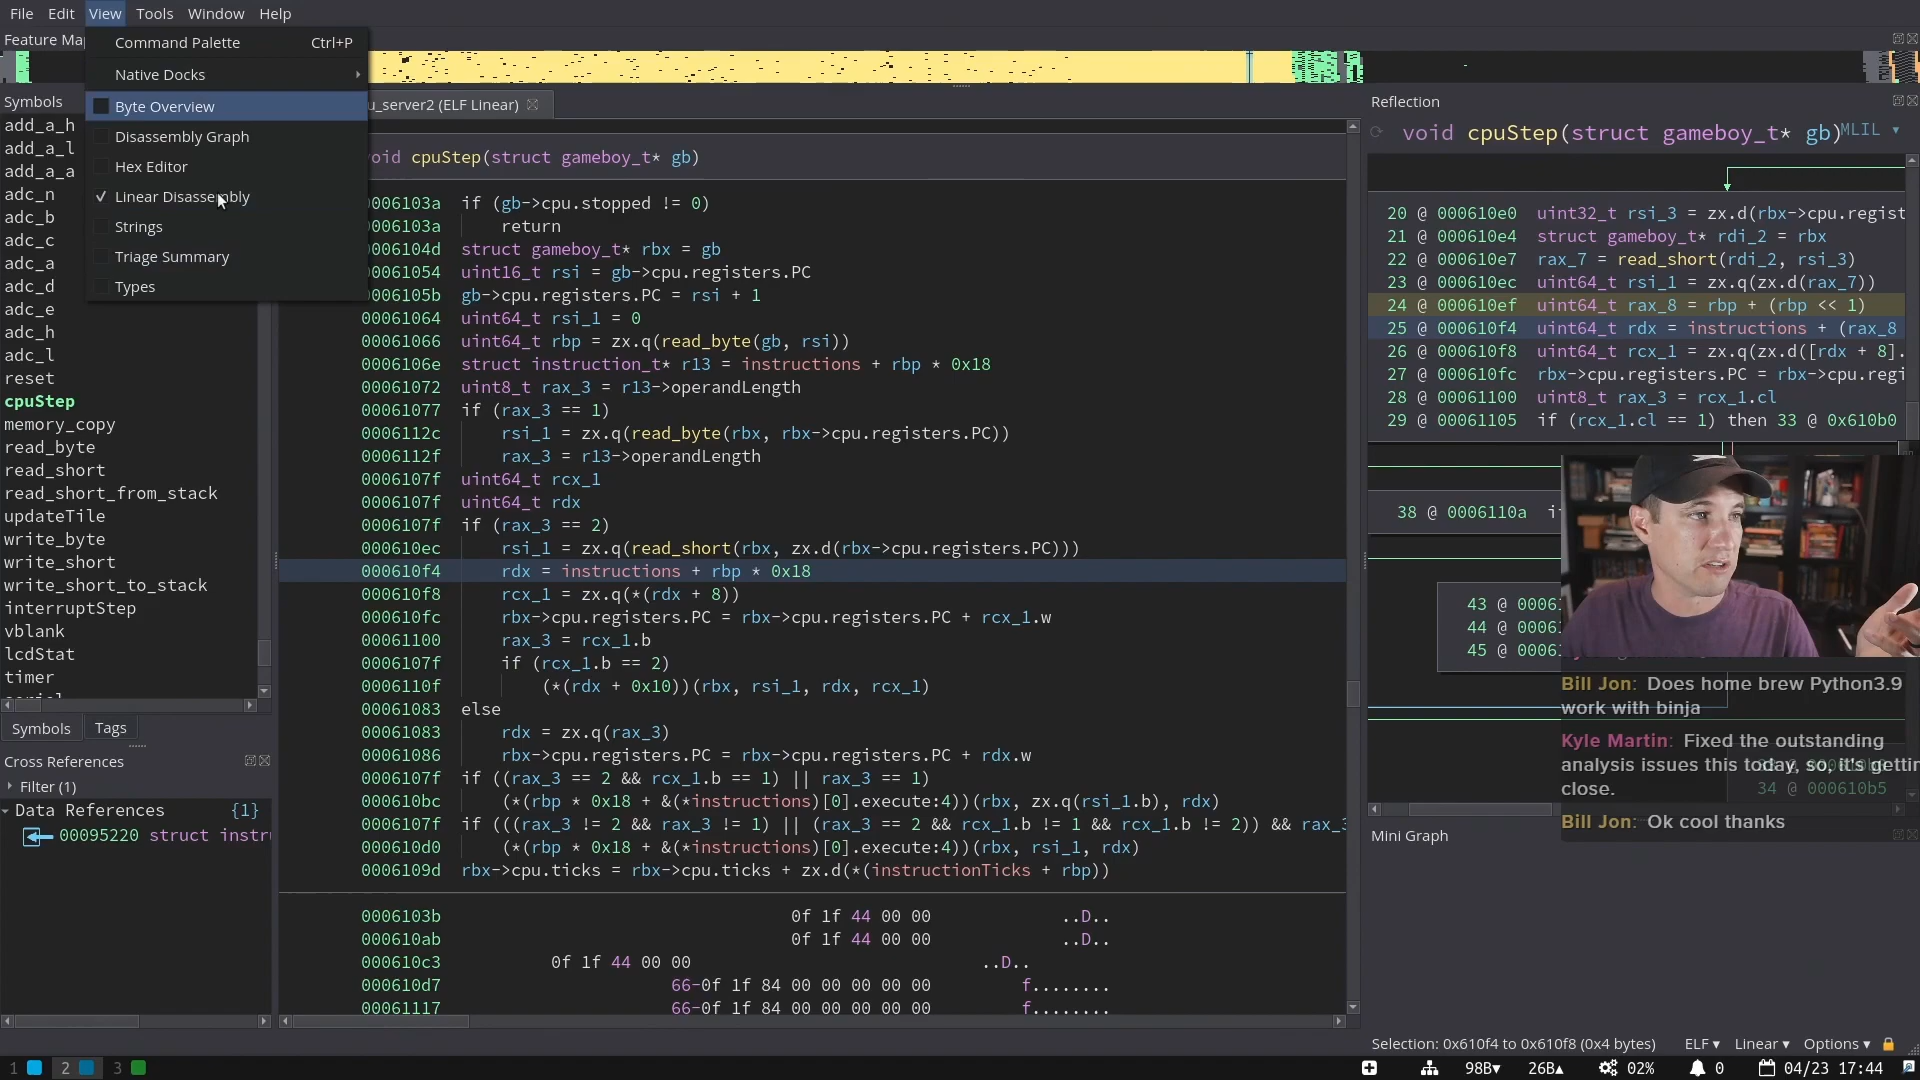 File Edit View Tools Window Help
Feature Ma
Command Palette Ctrl+P
Native Docks
Byte Overview
Disassembly Graph
Hex Editor
✓ Linear Disassembly
Strings
Triage Summary
Types
Symbols
add_a_h
add_a_l
add_a_a
adc_n
adc_b
adc_c
adc_a
adc_d
adc_e
adc_h
adc_l
reset
cpuStep
memory_copy
read_byte
read_short
read_short_from_stack
updateTile
write_byte
write_short
write_short_to_stack
interruptStep
vblank
lcdStat
timer
Symbols Tags
Cross References
Filter (1)
Data References {1}
00095220 struct instr
u_server2 (ELF Linear)
void cpuStep(struct gameboy_t* gb)
0006103a if (gb->cpu.stopped != 0)
0006103a return
0006104d struct gameboy_t* rbx = gb
00061054 uint16_t rsi = gb->cpu.registers.PC
0006105b gb->cpu.registers.PC = rsi + 1
00061064 uint64_t rsi_1 = 0
00061066 uint64_t rbp = zx.q(read_byte(gb, rsi))
0006106e struct instruction_t* r13 = instructions + rbp * 0x18
00061072 uint8_t rax_3 = r13->operandLength
00061077 if (rax_3 == 1)
0006112c rsi_1 = zx.q(read_byte(rbx, rbx->cpu.registers.PC))
0006112f rax_3 = r13->operandLength
0006107f uint64_t rcx_1
0006107f uint64_t rdx
0006107f if (rax_3 == 2)
000610ec rsi_1 = zx.q(read_short(rbx, zx.d(rbx->cpu.registers.PC)))
000610f4 rdx = instructions + rbp * 0x18
000610f8 rcx_1 = zx.q(*(rdx + 8))
000610fc rbx->cpu.registers.PC = rbx->cpu.registers.PC + rcx_1.w
00061100 rax_3 = rcx_1.b
0006107f if (rcx_1.b == 2)
0006110f (*(rdx + 0x10))(rbx, rsi_1, rdx, rcx_1)
00061083 else
00061083 rdx = zx.q(rax_3)
00061086 rbx->cpu.registers.PC = rbx->cpu.registers.PC + rdx.w
0006107f if ((rax_3 == 2 && rcx_1.b == 1) || rax_3 == 1)
000610bc (*(rbp * 0x18 + &(*instructions)[0].execute:4))(rbx, zx.q(rsi_1.b), rdx)
0006107f if (((rax_3 != 2 && rax_3 != 1) || (rax_3 == 2 && rcx_1.b != 1 && rcx_1.b != 2)) && rax_3
000610d0 (*(rbp * 0x18 + &(*instructions)[0].execute:4))(rbx, rsi_1, rdx)
0006109d rbx->cpu.ticks = rbx->cpu.ticks + zx.d(*(instructionTicks + rbp))
0006103b 0f 1f 44 00 00 ..D..
000610ab 0f 1f 44 00 00 ..D..
000610c3 0f 1f 44 00 00 ..D..
000610d7 66-0f 1f 84 00 00 00 00 00 f........
00061117 66-0f 1f 84 00 00 00 00 00 f........
Reflection
void cpuStep(struct gameboy_t* gb) MLIL
20 @ 000610e0 uint32_t rsi_3 = zx.d(rbx->cpu.regist
21 @ 000610e4 struct gameboy_t* rdi_2 = rbx
22 @ 000610e7 rax_7 = read_short(rdi_2, rsi_3)
23 @ 000610ec uint64_t rsi_1 = zx.q(zx.d(rax_7))
24 @ 000610ef uint64_t rax_8 = rbp + (rbp << 1)
25 @ 000610f4 uint64_t rdx = instructions + (rax_8
26 @ 000610f8 uint64_t rcx_1 = zx.q(zx.d([rdx + 8].
27 @ 000610fc rbx->cpu.registers.PC = rbx->cpu.regi
28 @ 00061100 uint8_t rax_3 = rcx_1.cl
29 @ 00061105 if (rcx_1.cl == 1) then 33 @ 0x610b0
38 @ 0006110a i
43 @ 0006
44 @ 0006
45 @ 0006
Bill Jon: Does home brew Python3.9
work with binja
Kyle Martin: Fixed the outstanding
analysis issues this today, so, it's gettin
close.
34 @ 000610b5
Bill Jon: Ok cool thanks
Mini Graph
Selection: 0x610f4 to 0x610f8 (0x4 bytes) ELF ▾ Linear ▾ Options ▾
1 2 3 98B▾ 26B▴ 02% 0 04/23 17:44